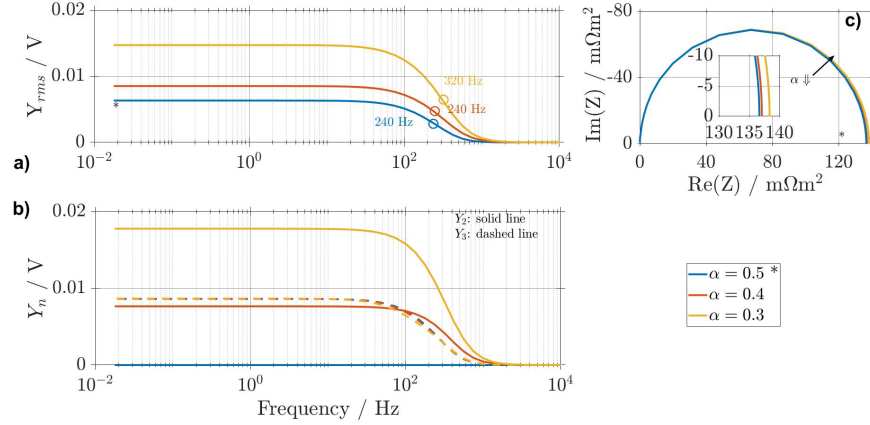 a)
Y_rms / V
0.02
0.01
0
320 Hz
240 Hz
240 Hz
*
10^-2
10^0
10^2
10^4
c)
Im(Z) / mΩm^2
-80
-40
0
-10
-5
0
130 135 140
α ⇓
*
0 40 80 120
Re(Z) / mΩm^2
b)
Y_n / V
0.02
0.01
0
Y_2: solid line
Y_3: dashed line
10^-2
10^0
10^2
10^4
Frequency / Hz
α = 0.5 *
α = 0.4
α = 0.3